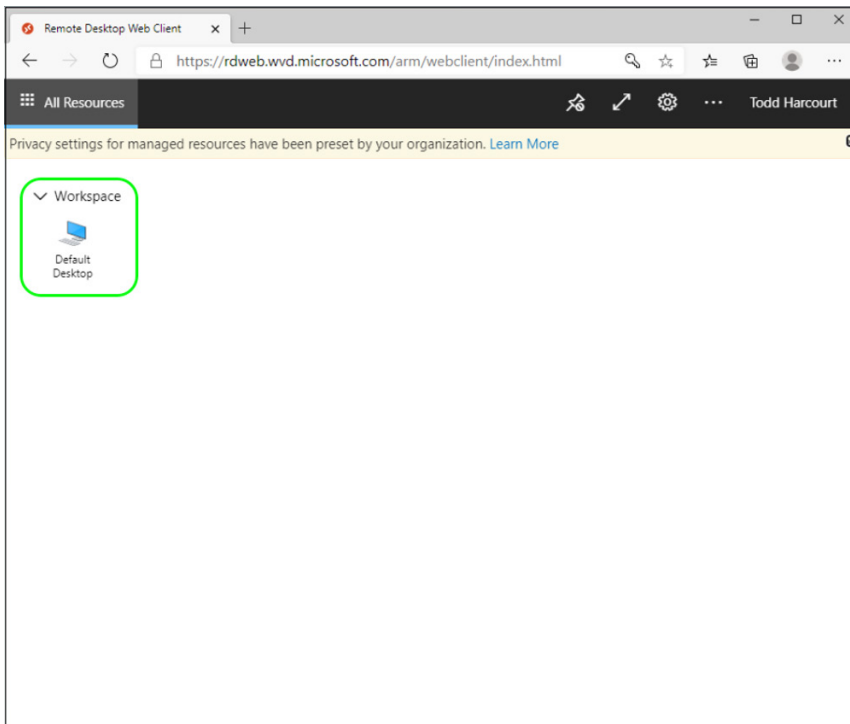 Remote Desktop Web Client
https://rdweb.wvd.microsoft.com/arm/webclient/index.html
All Resources
Todd Harcourt
Privacy settings for managed resources have been preset by your organization. Learn More
Workspace
Default
Desktop